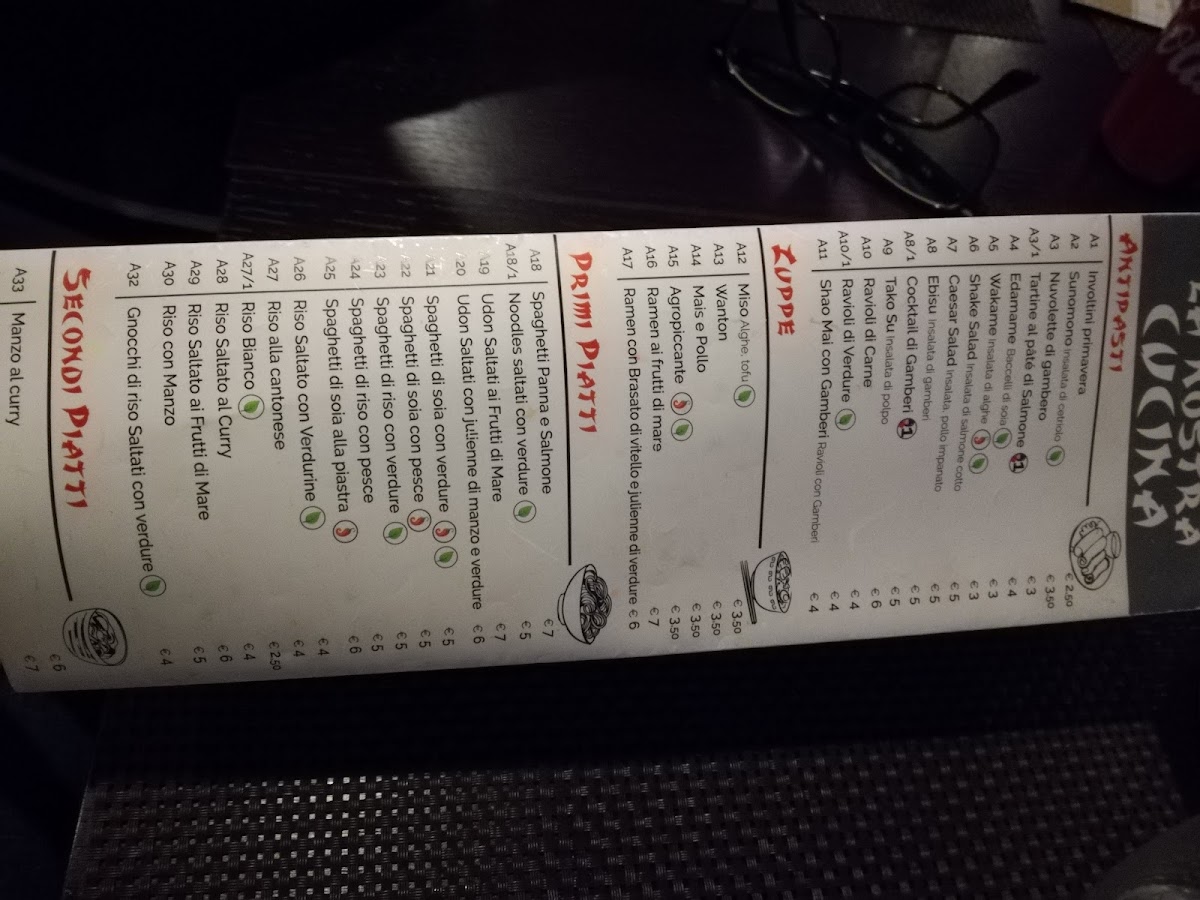 LA NOSTRA
CUCINA
ANTIPASTI
A1 Involtini primavera € 2.50
A2 Sunomono Insalata di cetriolo € 3.50
A3 Nuvolette di gambero € 3
A3/1 Tartine al pâté di Salmone 1 € 4
A4 Edamame Baccelli di soia € 3
A5 Wakame Insalata di alghe € 3
A6 Shake Salad Insalata di salmone cotto € 5
A7 Caesar Salad Insalata, pollo impanato € 5
A8 Ebisu Insalata di gamberi € 5
A8/1 Cocktail di Gamberi 1 € 5
A9 Tako Su Insalata di polpo € 6
A10 Ravioli di Carne € 4
A10/1 Ravioli di Verdure € 4
A11 Shao Mai con Gamberi Ravioli con Gamberi € 4
ZUPPE
A12 Miso Alghe, tofu € 3.50
A13 Wanton € 3.50
A14 Mais e Pollo € 3.50
A15 Agropiccante € 3.50
A16 Ramen ai frutti di mare € 7
A17 Ramen con Brasato di vitello e julienne di verdure € 6
PRIMI PIATTI
A18 Spaghetti Panna e Salmone € 7
A18/1 Noodles saltati con verdure € 5
A19 Udon Saltati ai Frutti di Mare € 7
20 Udon Saltati con julienne di manzo e verdure € 6
21 Spaghetti di soia con verdure € 5
22 Spaghetti di soia con pesce € 5
23 Spaghetti di riso con verdure € 5
24 Spaghetti di riso con pesce € 5
A25 Spaghetti di soia alla piastra € 6
A26 Riso Saltato con Verdurine € 4
A27 Riso alla cantonese € 4
A27/1 Riso Bianco € 2.50
A28 Riso Saltato al Curry € 4
A29 Riso Saltato ai Frutti di Mare € 6
A30 Riso con Manzo € 5
A32 Gnocchi di riso Saltati con verdure € 4
SECONDI PIATTI
A33 Manzo al curry € 6
€ 7